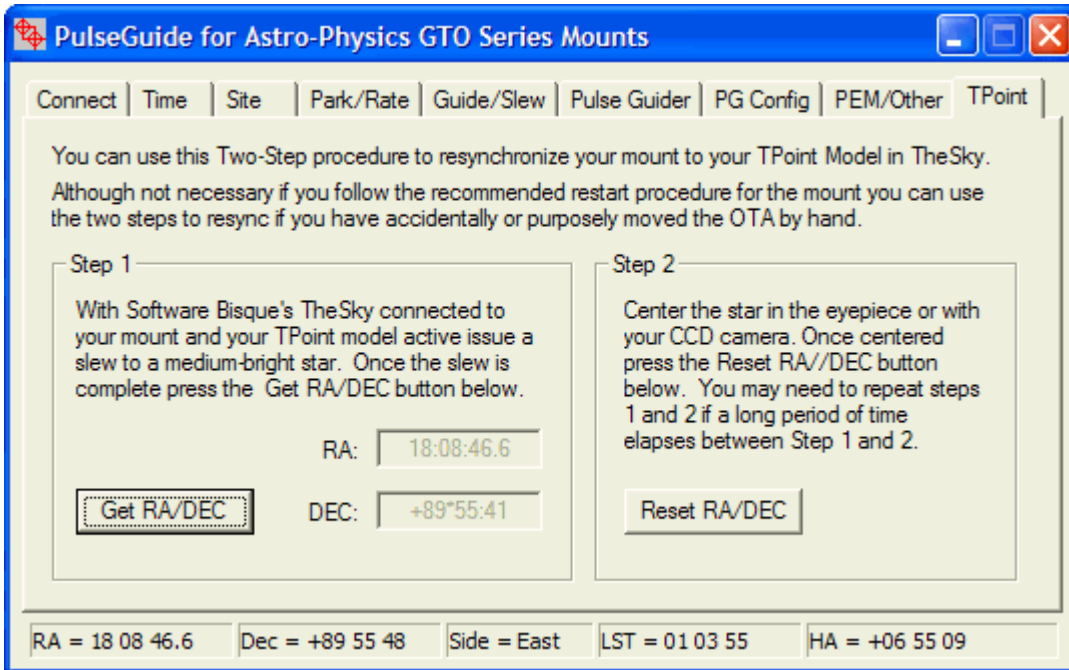 PulseGuide for Astro-Physics GTO Series Mounts
Connect Time Site Park/Rate Guide/Slew Pulse Guider PG Config PEM/Other TPoint
You can use this Two-Step procedure to resynchronize your mount to your TPoint Model in TheSky.
Although not necessary if you follow the recommended restart procedure for the mount you can use
the two steps to resync if you have accidentally or purposely moved the OTA by hand.
Step 1
With Software Bisque's TheSky connected to
your mount and your TPoint model active issue a
slew to a medium-bright star. Once the slew is
complete press the Get RA/DEC button below.
RA: 18:08:46.6
Get RA/DEC DEC: +89*55:41
Step 2
Center the star in the eyepiece or with
your CCD camera. Once centered
press the Reset RA//DEC button
below. You may need to repeat steps
1 and 2 if a long period of time
elapses between Step 1 and 2.
Reset RA/DEC
RA = 18 08 46.6 Dec = +89 55 48 Side = East LST = 01 03 55 HA = +06 55 09